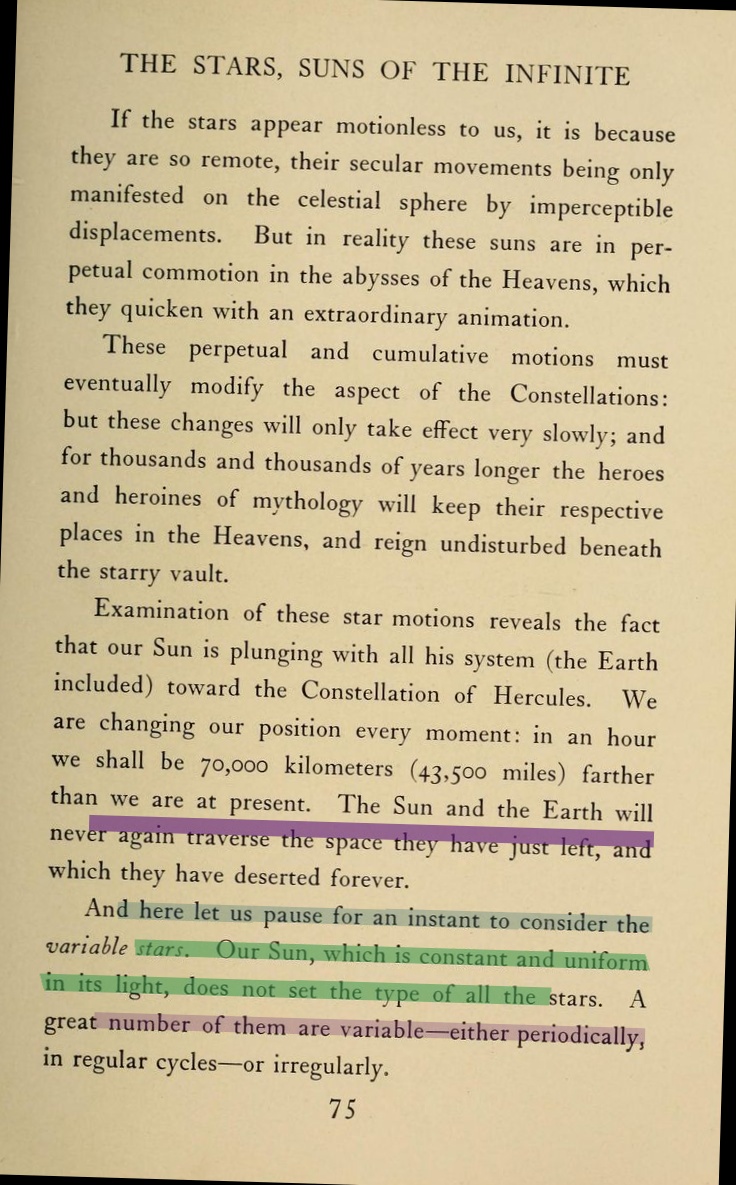 THE STARS, SUNS OF THE INFINITE
If the stars appear motionless to us, it is because
they are so remote, their secular movements being only
manifested on the celestial sphere by imperceptible
displacements. But in reality these suns are in per-
petual commotion in the abysses of the Heavens, which
they quicken with an extraordinary animation.
These perpetual and cumulative motions must
eventually modify the aspect of the Constellations:
but these changes will only take effect very slowly; and
for thousands and thousands of years longer the heroes
and heroines of mythology will keep their respective
places in the Heavens, and reign undisturbed beneath
the starry vault.
Examination of these star motions reveals the fact
that our Sun is plunging with all his system (the Earth
included) toward the Constellation of Hercules. We
are changing our position every moment: in an hour
we shall be 70,000 kilometers (43,500 miles) farther
than we are at present. The Sun and the Earth will
never again traverse the space they have just left, and
which they have deserted forever.
And here let us pause for an instant to consider the
variable stars. Our Sun, which is constant and uniform
in its light, does not set the type of all the stars. A
great number of them are variable—either periodically,
in regular cycles—or irregularly.
75